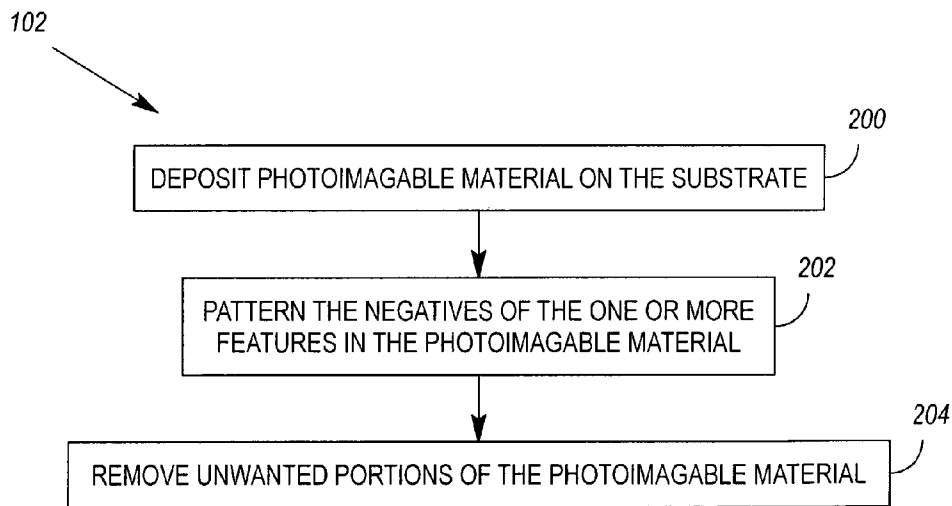 102
200
DEPOSIT PHOTOIMAGABLE MATERIAL ON THE SUBSTRATE
202
PATTERN THE NEGATIVES OF THE ONE OR MORE
FEATURES IN THE PHOTOIMAGABLE MATERIAL
204
REMOVE UNWANTED PORTIONS OF THE PHOTOIMAGABLE MATERIAL